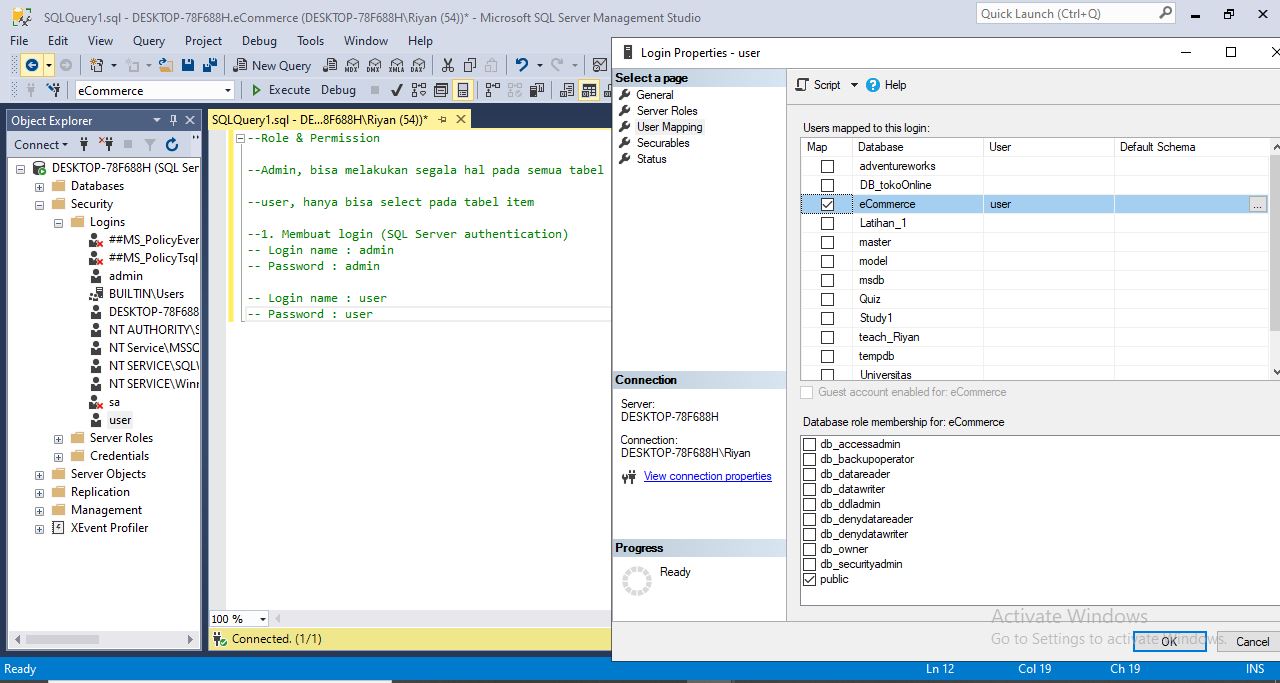 SQLQuery1.sql - DESKTOP-78F688H.eCommerce (DESKTOP-78F688H\Riyan (54))* - Microsoft SQL Server Management Studio
Quick Launch (Ctrl+Q)
File Edit View Query Project Debug Tools Window Help
New Query MDX DMX XMLA DAX
eCommerce Execute Debug
Object Explorer
Connect
DESKTOP-78F688H (SQL Ser
Databases
Security
Logins
##MS_PolicyEver
##MS_PolicyTsql
admin
BUILTIN\Users
DESKTOP-78F688
NT AUTHORITY\S
NT Service\MSSC
NT SERVICE\SQL\
NT SERVICE\Winr
sa
user
Server Roles
Credentials
Server Objects
Replication
Management
XEvent Profiler
SQLQuery1.sql - DE...8F688H\Riyan (54))*
--Role & Permission
--Admin, bisa melakukan segala hal pada semua tabel
--user, hanya bisa select pada tabel item
--1. Membuat login (SQL Server authentication)
-- Login name : admin
-- Password : admin
-- Login name : user
-- Password : user
100 %
Connected. (1/1)
Login Properties - user
Select a page
General
Server Roles
User Mapping
Securables
Status
Connection
Server:
DESKTOP-78F688H
Connection:
DESKTOP-78F688H\Riyan
View connection properties
Progress
Ready
Script Help
Users mapped to this login:
Map Database User Default Schema
adventureworks
DB_tokoOnline
eCommerce user ...
Latihan_1
master
model
msdb
Quiz
Study1
teach_Riyan
tempdb
Universitas
Guest account enabled for: eCommerce
Database role membership for: eCommerce
db_accessadmin
db_backupoperator
db_datareader
db_datawriter
db_ddladmin
db_denydatareader
db_denydatawriter
db_owner
db_securityadmin
public
Activate Windows
Go to Settings to activate Windows.
OK Cancel
Ready Ln 12 Col 19 Ch 19 INS